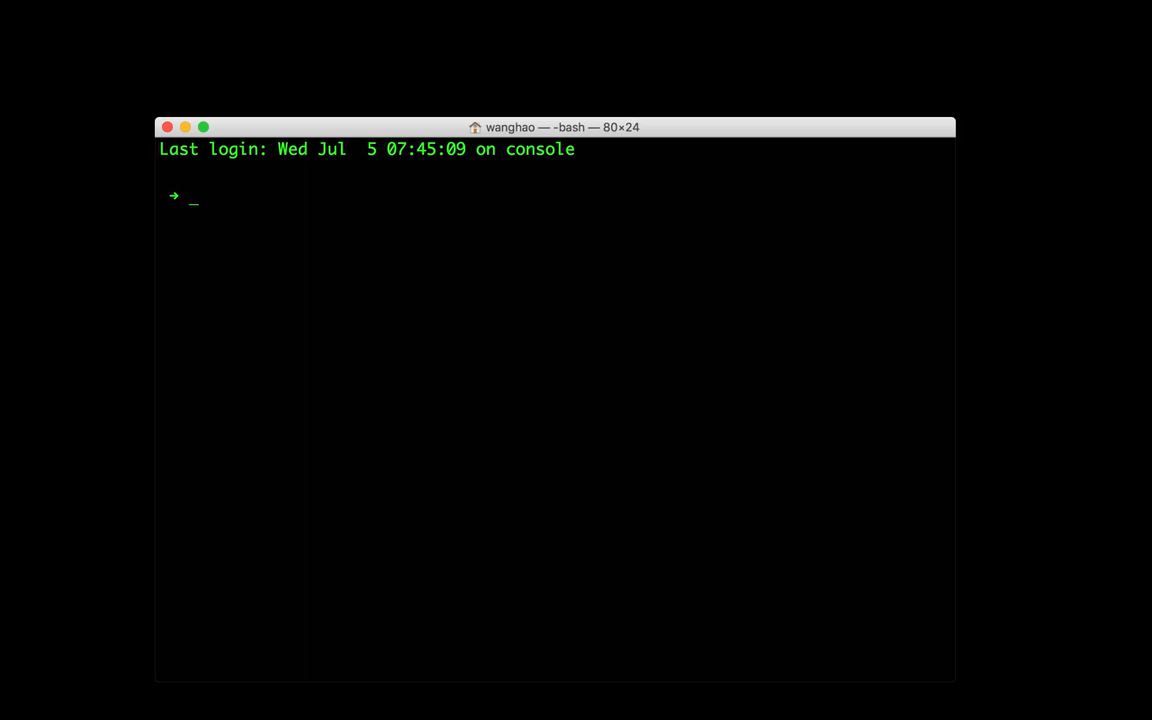 wanghao — -bash — 80×24
Last login: Wed Jul  5 07:45:09 on console
➜ _